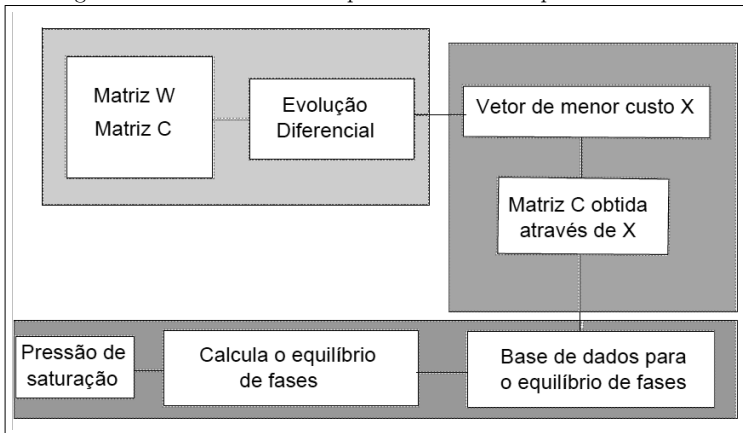 Matriz W
Matriz C
Evolução
Diferencial
Vetor de menor custo X
Matriz C obtida
através de X
Pressão de
saturação
Calcula o equilíbrio
de fases
Base de dados para
o equilíbrio de fases